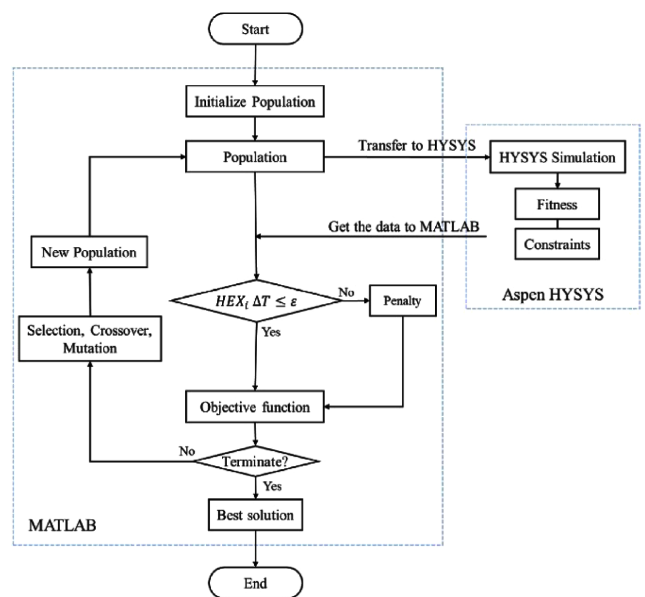 Start
Initialize Population
Population
Transfer to HYSYS
HYSYS Simulation
Fitness
Constraints
Aspen HYSYS
Get the data to MATLAB
New Population
HEXᵢ ΔT ≤ ε
No
Penalty
Yes
Selection, Crossover,
Mutation
Objective function
No
Terminate?
Yes
Best solution
MATLAB
End